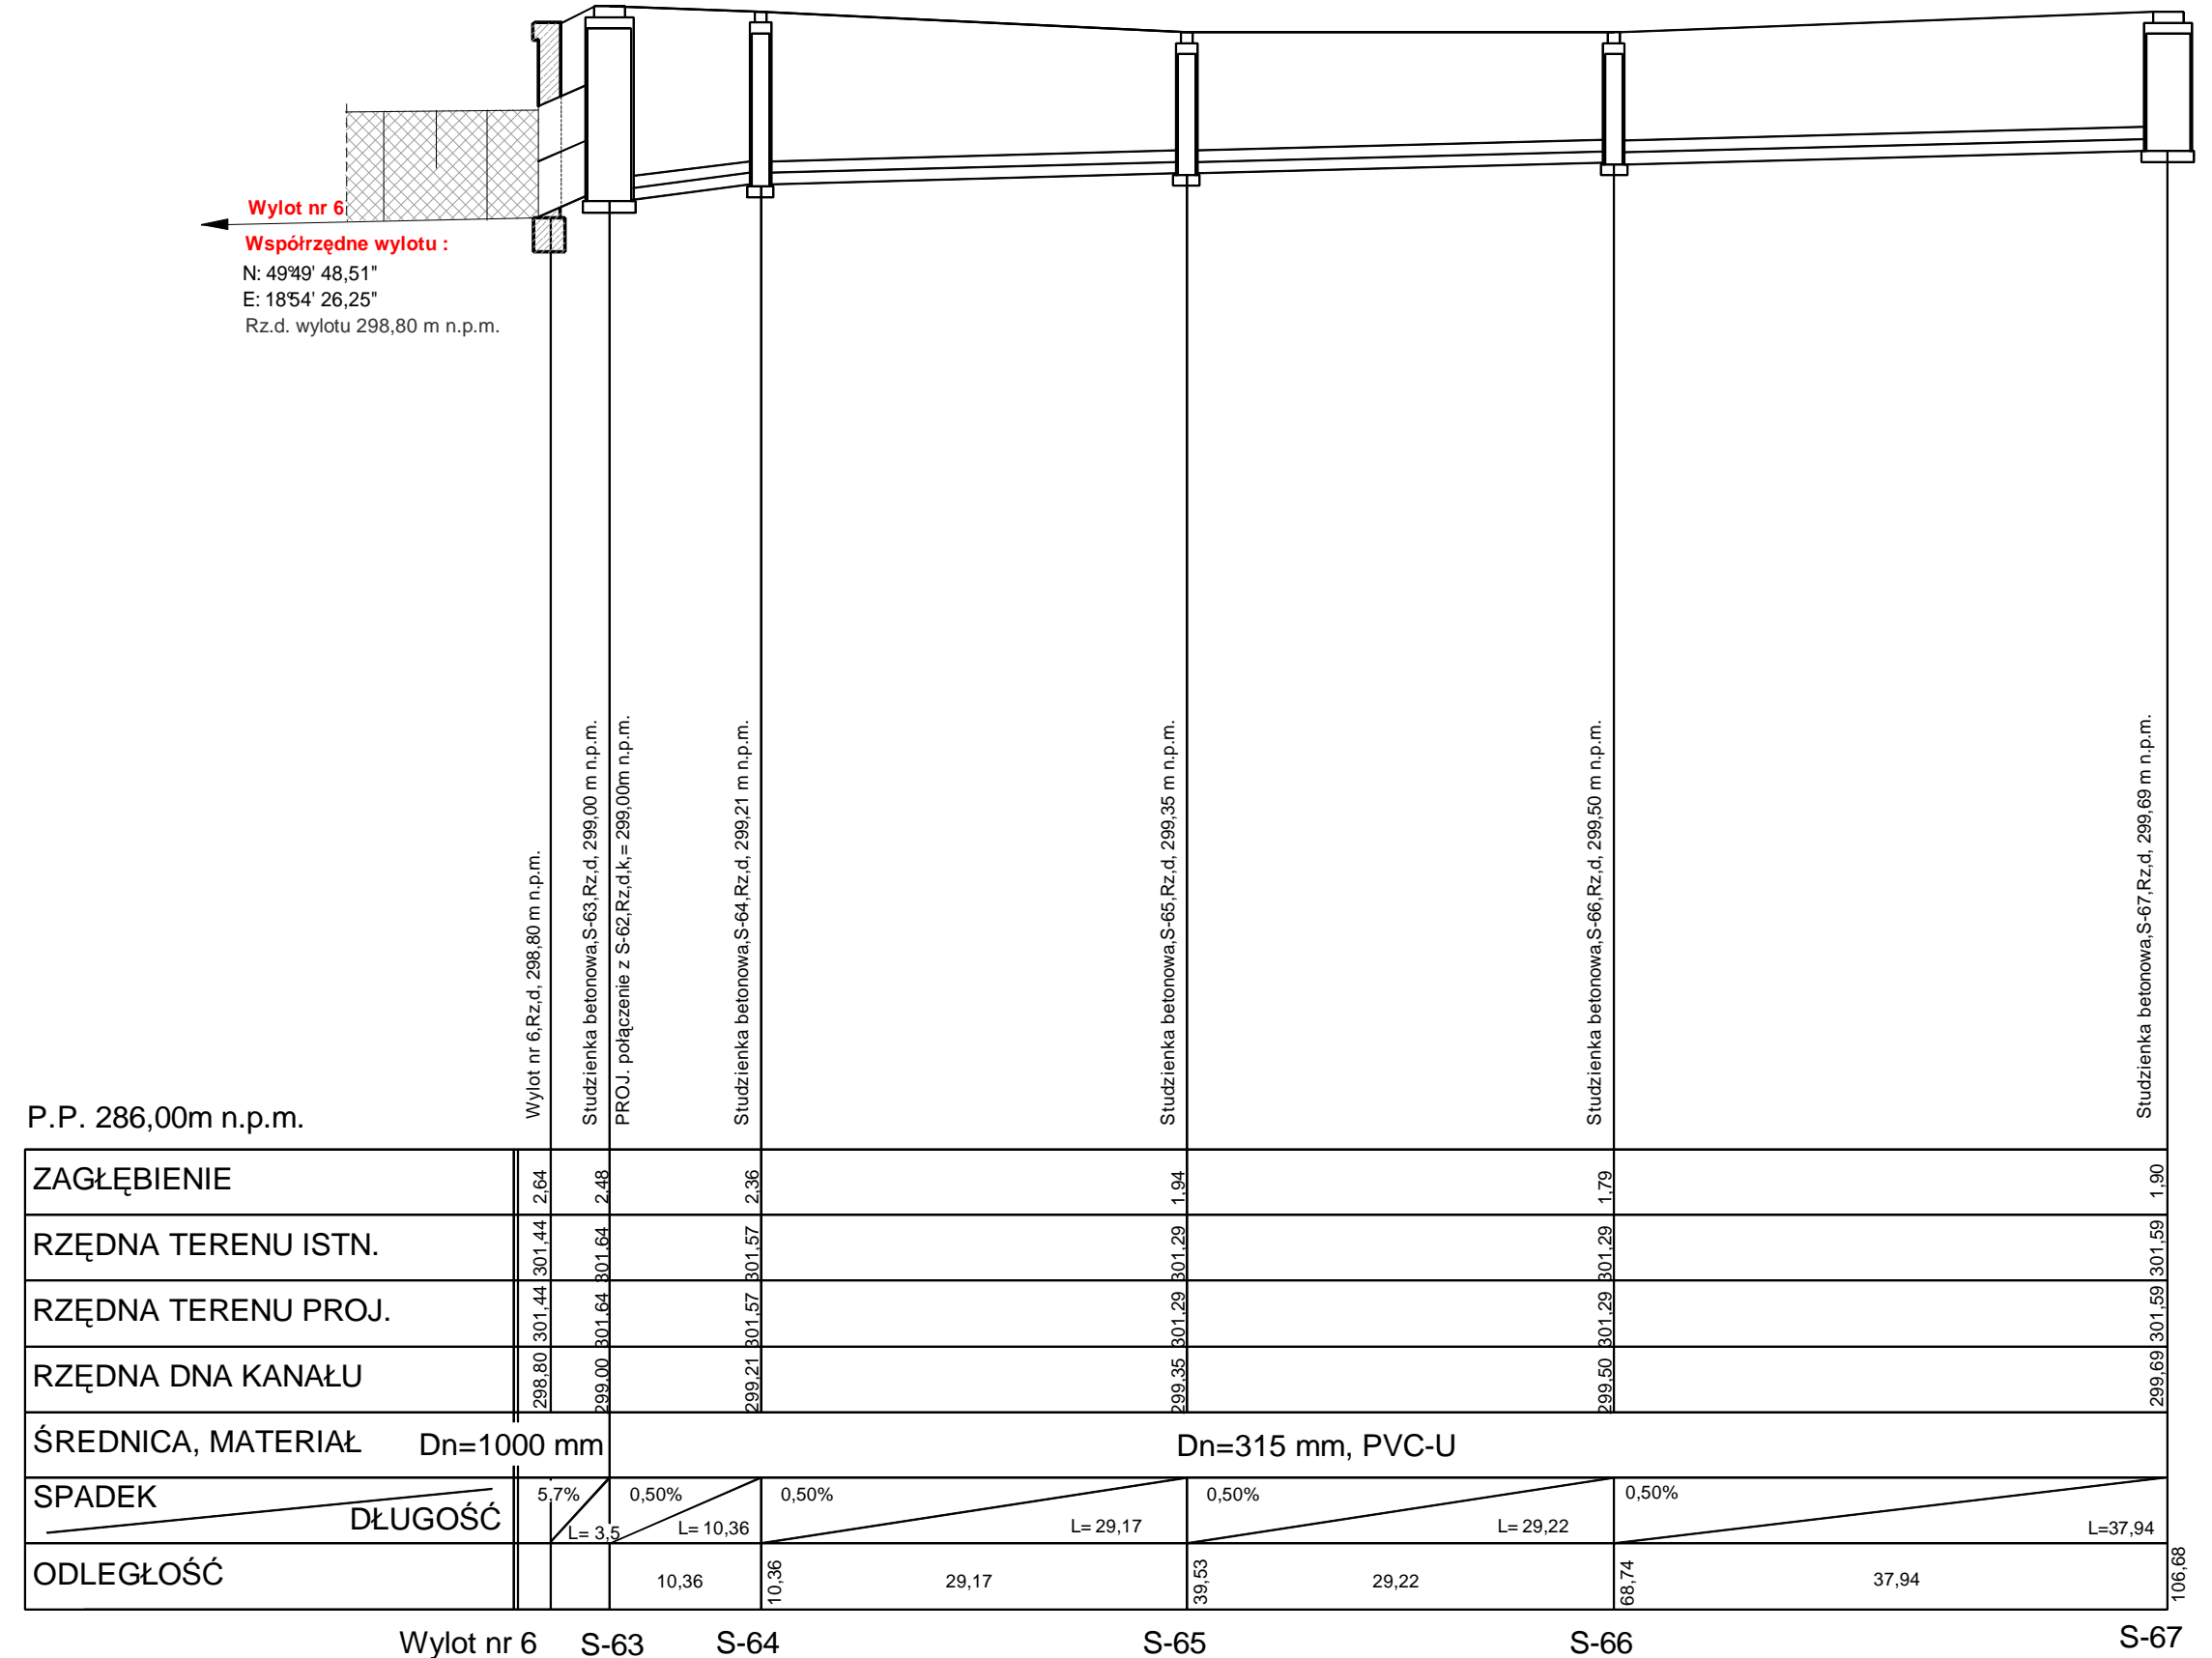 Wylot nr 6
Współrzędne wylotu :
N: 49°49' 48,51"
E: 18°54' 26,25"
Rz.d. wylotu 298,80 m n.p.m.
Wylot nr 6,Rz,d, 298,80 m n.p.m.
Studzienka betonowa,S-63,Rz,d, 299,00 m n.p.m.
PROJ. połączenie z S-62,Rz,d,k,= 299,00m n.p.m.
Studzienka betonowa,S-64,Rz,d, 299,21 m n.p.m.
Studzienka betonowa,S-65,Rz,d, 299,35 m n.p.m.
Studzienka betonowa,S-66,Rz,d, 299,50 m n.p.m.
Studzienka betonowa,S-67,Rz,d, 299,69 m n.p.m.
P.P. 286,00m n.p.m.
ZAGŁĘBIENIE 2,64 2,48 2,36 1,94 1,79 1,90
RZĘDNA TERENU ISTN. 301,44 301,64 301,57 301,29 301,29 301,59
RZĘDNA TERENU PROJ. 301,44 301,64 301,57 301,29 301,29 301,59
RZĘDNA DNA KANAŁU 298,80 299,00 299,21 299,35 299,50 299,69
ŚREDNICA, MATERIAŁ Dn=1000 mm Dn=315 mm, PVC-U
SPADEK 5,7% 0,50% 0,50% 0,50% 0,50%
DŁUGOŚĆ L= 3,5 L= 10,36 L= 29,17 L= 29,22 L=37,94
ODLEGŁOŚĆ 10,36 10,36 29,17 39,53 29,22 68,74 37,94 106,68
Wylot nr 6 S-63 S-64 S-65 S-66 S-67